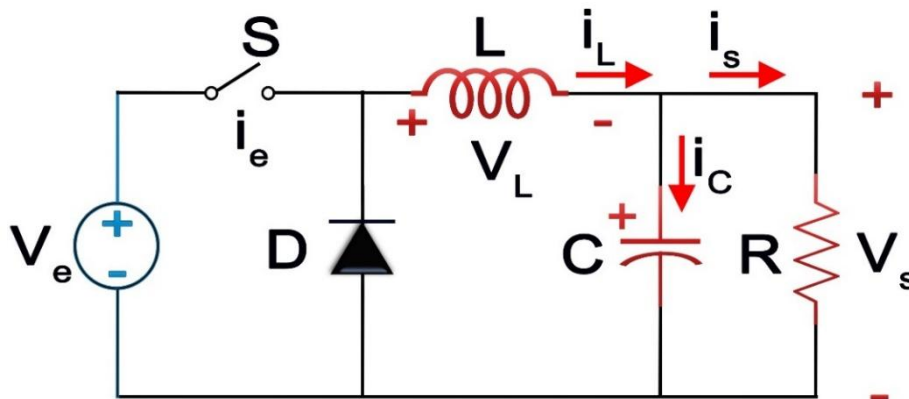 S L i_L i_s
+
i_e + -
V_L i_C
+
V_e + - D C R V_s
-